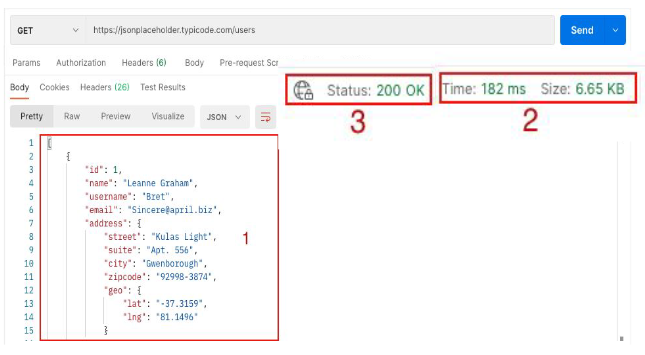 GET https://jsonplaceholder.typicode.com/users Send
Params Authorization Headers (6) Body Pre-request Scr
Body Cookies Headers (26) Test Results
Status: 200 OK Time: 182 ms Size: 6.65 KB
3 2
Pretty Raw Preview Visualize JSON
1 [
2 {
3 "id": 1,
4 "name": "Leanne Graham",
5 "username": "Bret",
6 "email": "Sincere@april.biz",
7 "address": {
8 "street": "Kulas Light", 1
9 "suite": "Apt. 556",
10 "city": "Gwenborough",
11 "zipcode": "92998-3874",
12 "geo": {
13 "lat": "-37.3159",
14 "lng": "81.1496"
15 }